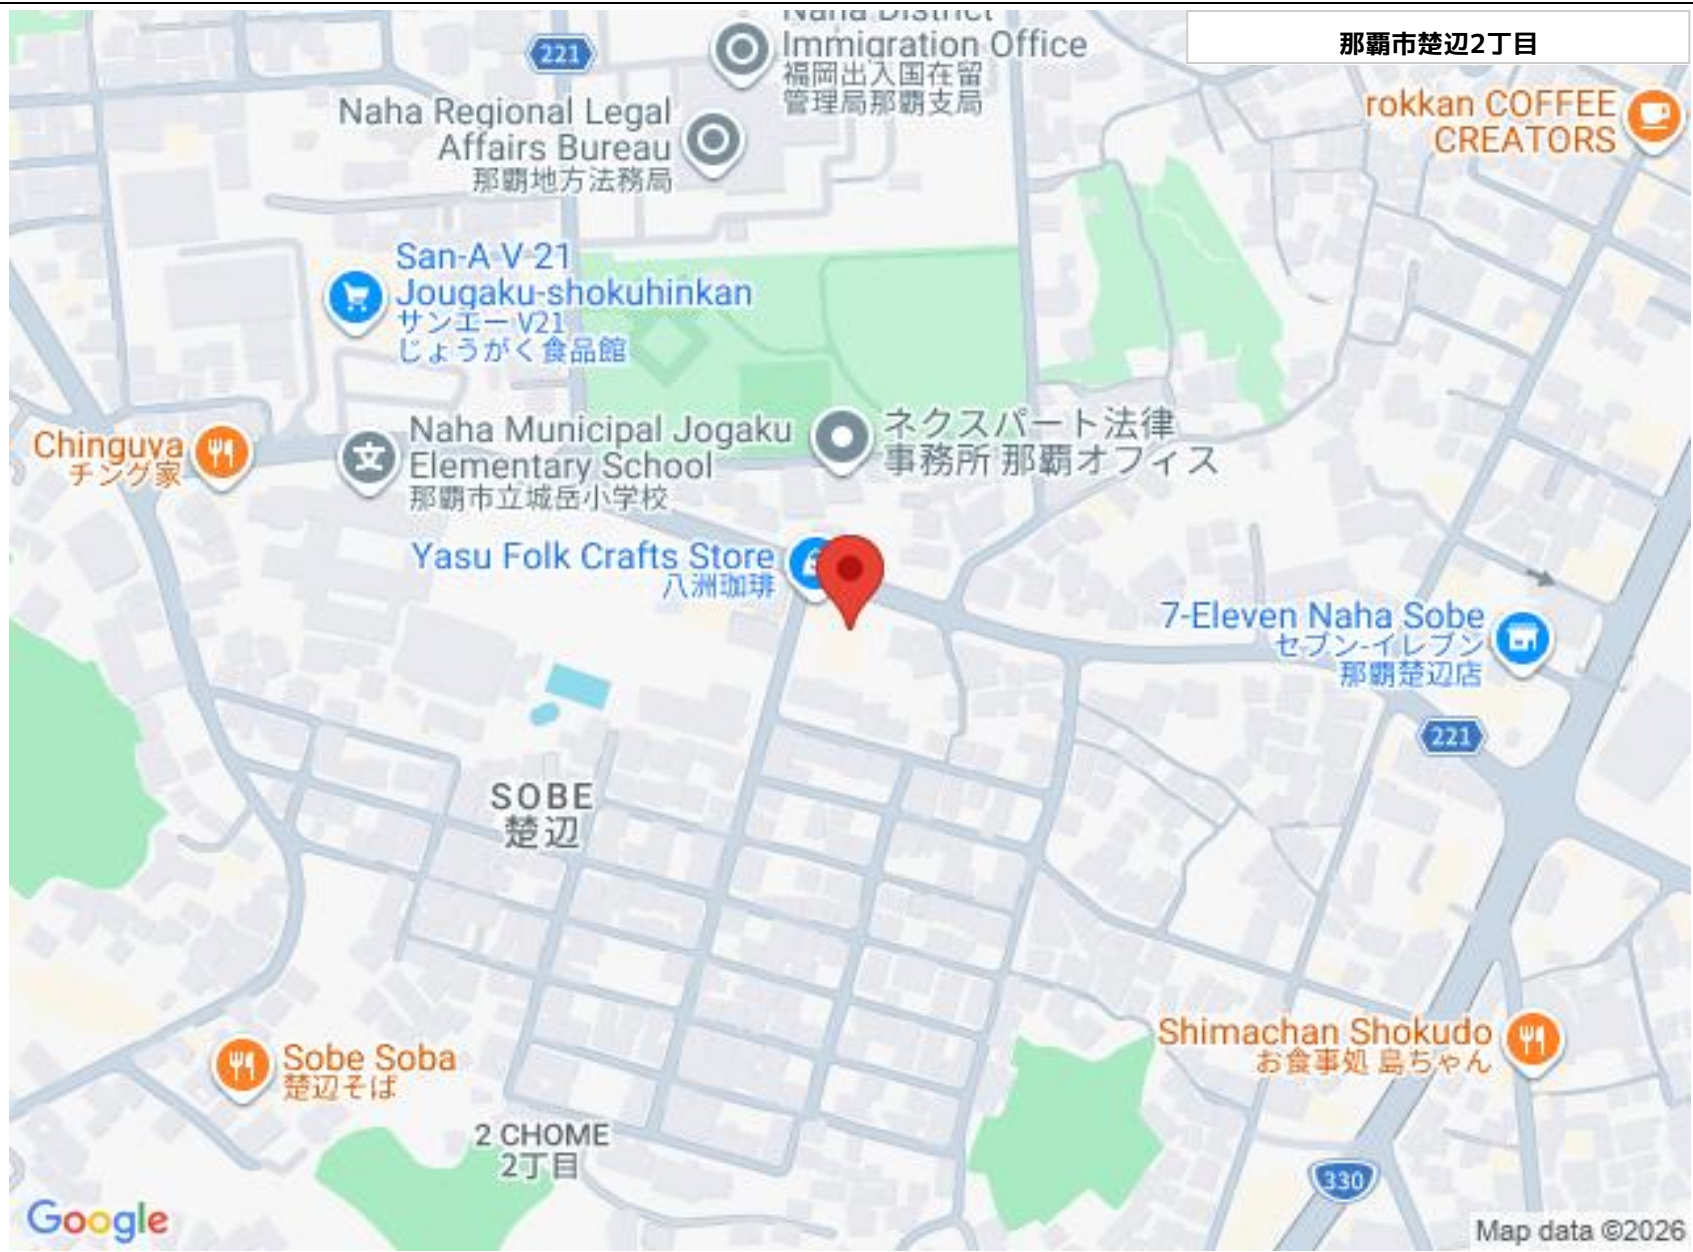 Naha District
Immigration Office
福岡出入国在留
管理局那覇支局
那覇市楚辺2丁目
221
Naha Regional Legal
Affairs Bureau
那覇地方法務局
rokkan COFFEE
CREATORS
San-A V-21
Jougaku-shokuhinkan
サンエー V21
じょうがく食品館
Chinguya
チング家
文
Naha Municipal Jogaku
Elementary School
那覇市立城岳小学校
ネクスパート法律
事務所 那覇オフィス
Yasu Folk Crafts Store
八洲珈琲
7-Eleven Naha Sobe
セブン-イレブン
那覇楚辺店
221
SOBE
楚辺
Shimachan Shokudo
お食事処 島ちゃん
Sobe Soba
楚辺そば
2 CHOME
2丁目
330
Google
Map data ©2026